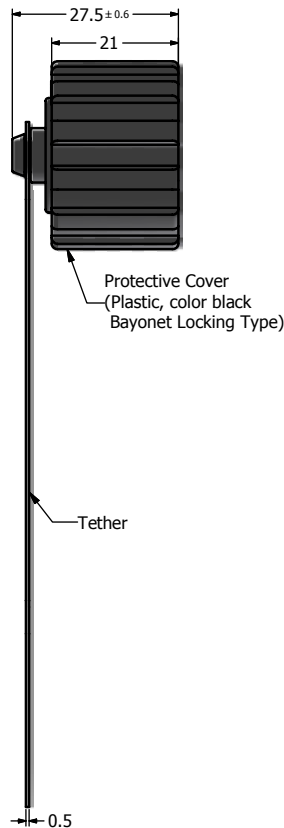 27.5±0.6
21
Protective Cover
(Plastic, color black
Bayonet Locking Type)
Tether
0.5